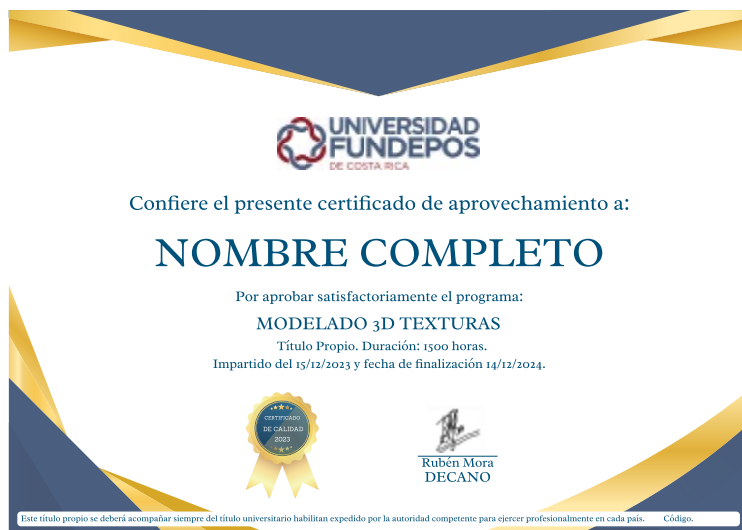 UNIVERSIDAD
FUNDEPOS
DE COSTA RICA
Confiere el presente certificado de aprovechamiento a:
NOMBRE COMPLETO
Por aprobar satisfactoriamente el programa:
MODELADO 3D TEXTURAS
Título Propio. Duración: 1500 horas.
Impartido del 15/12/2023 y fecha de finalización 14/12/2024.
CERTIFICADO
DE CALIDAD
2023
Rubén Mora
DECANO
Este título propio se deberá acompañar siempre del título universitario habilitan expedido por la autoridad competente para ejercer profesionalmente en cada país. Código.